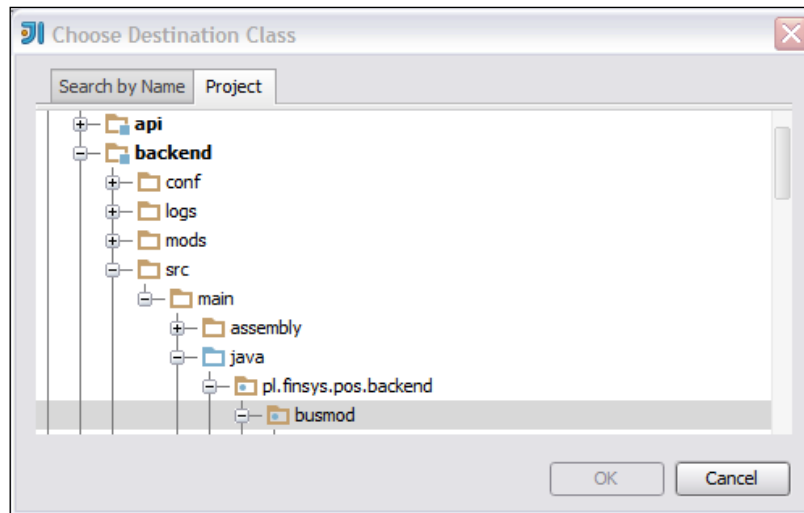 Choose Destination Class
Search by Name Project
api
backend
conf
logs
mods
src
main
assembly
java
pl.finsys.pos.backend
busmod
OK Cancel